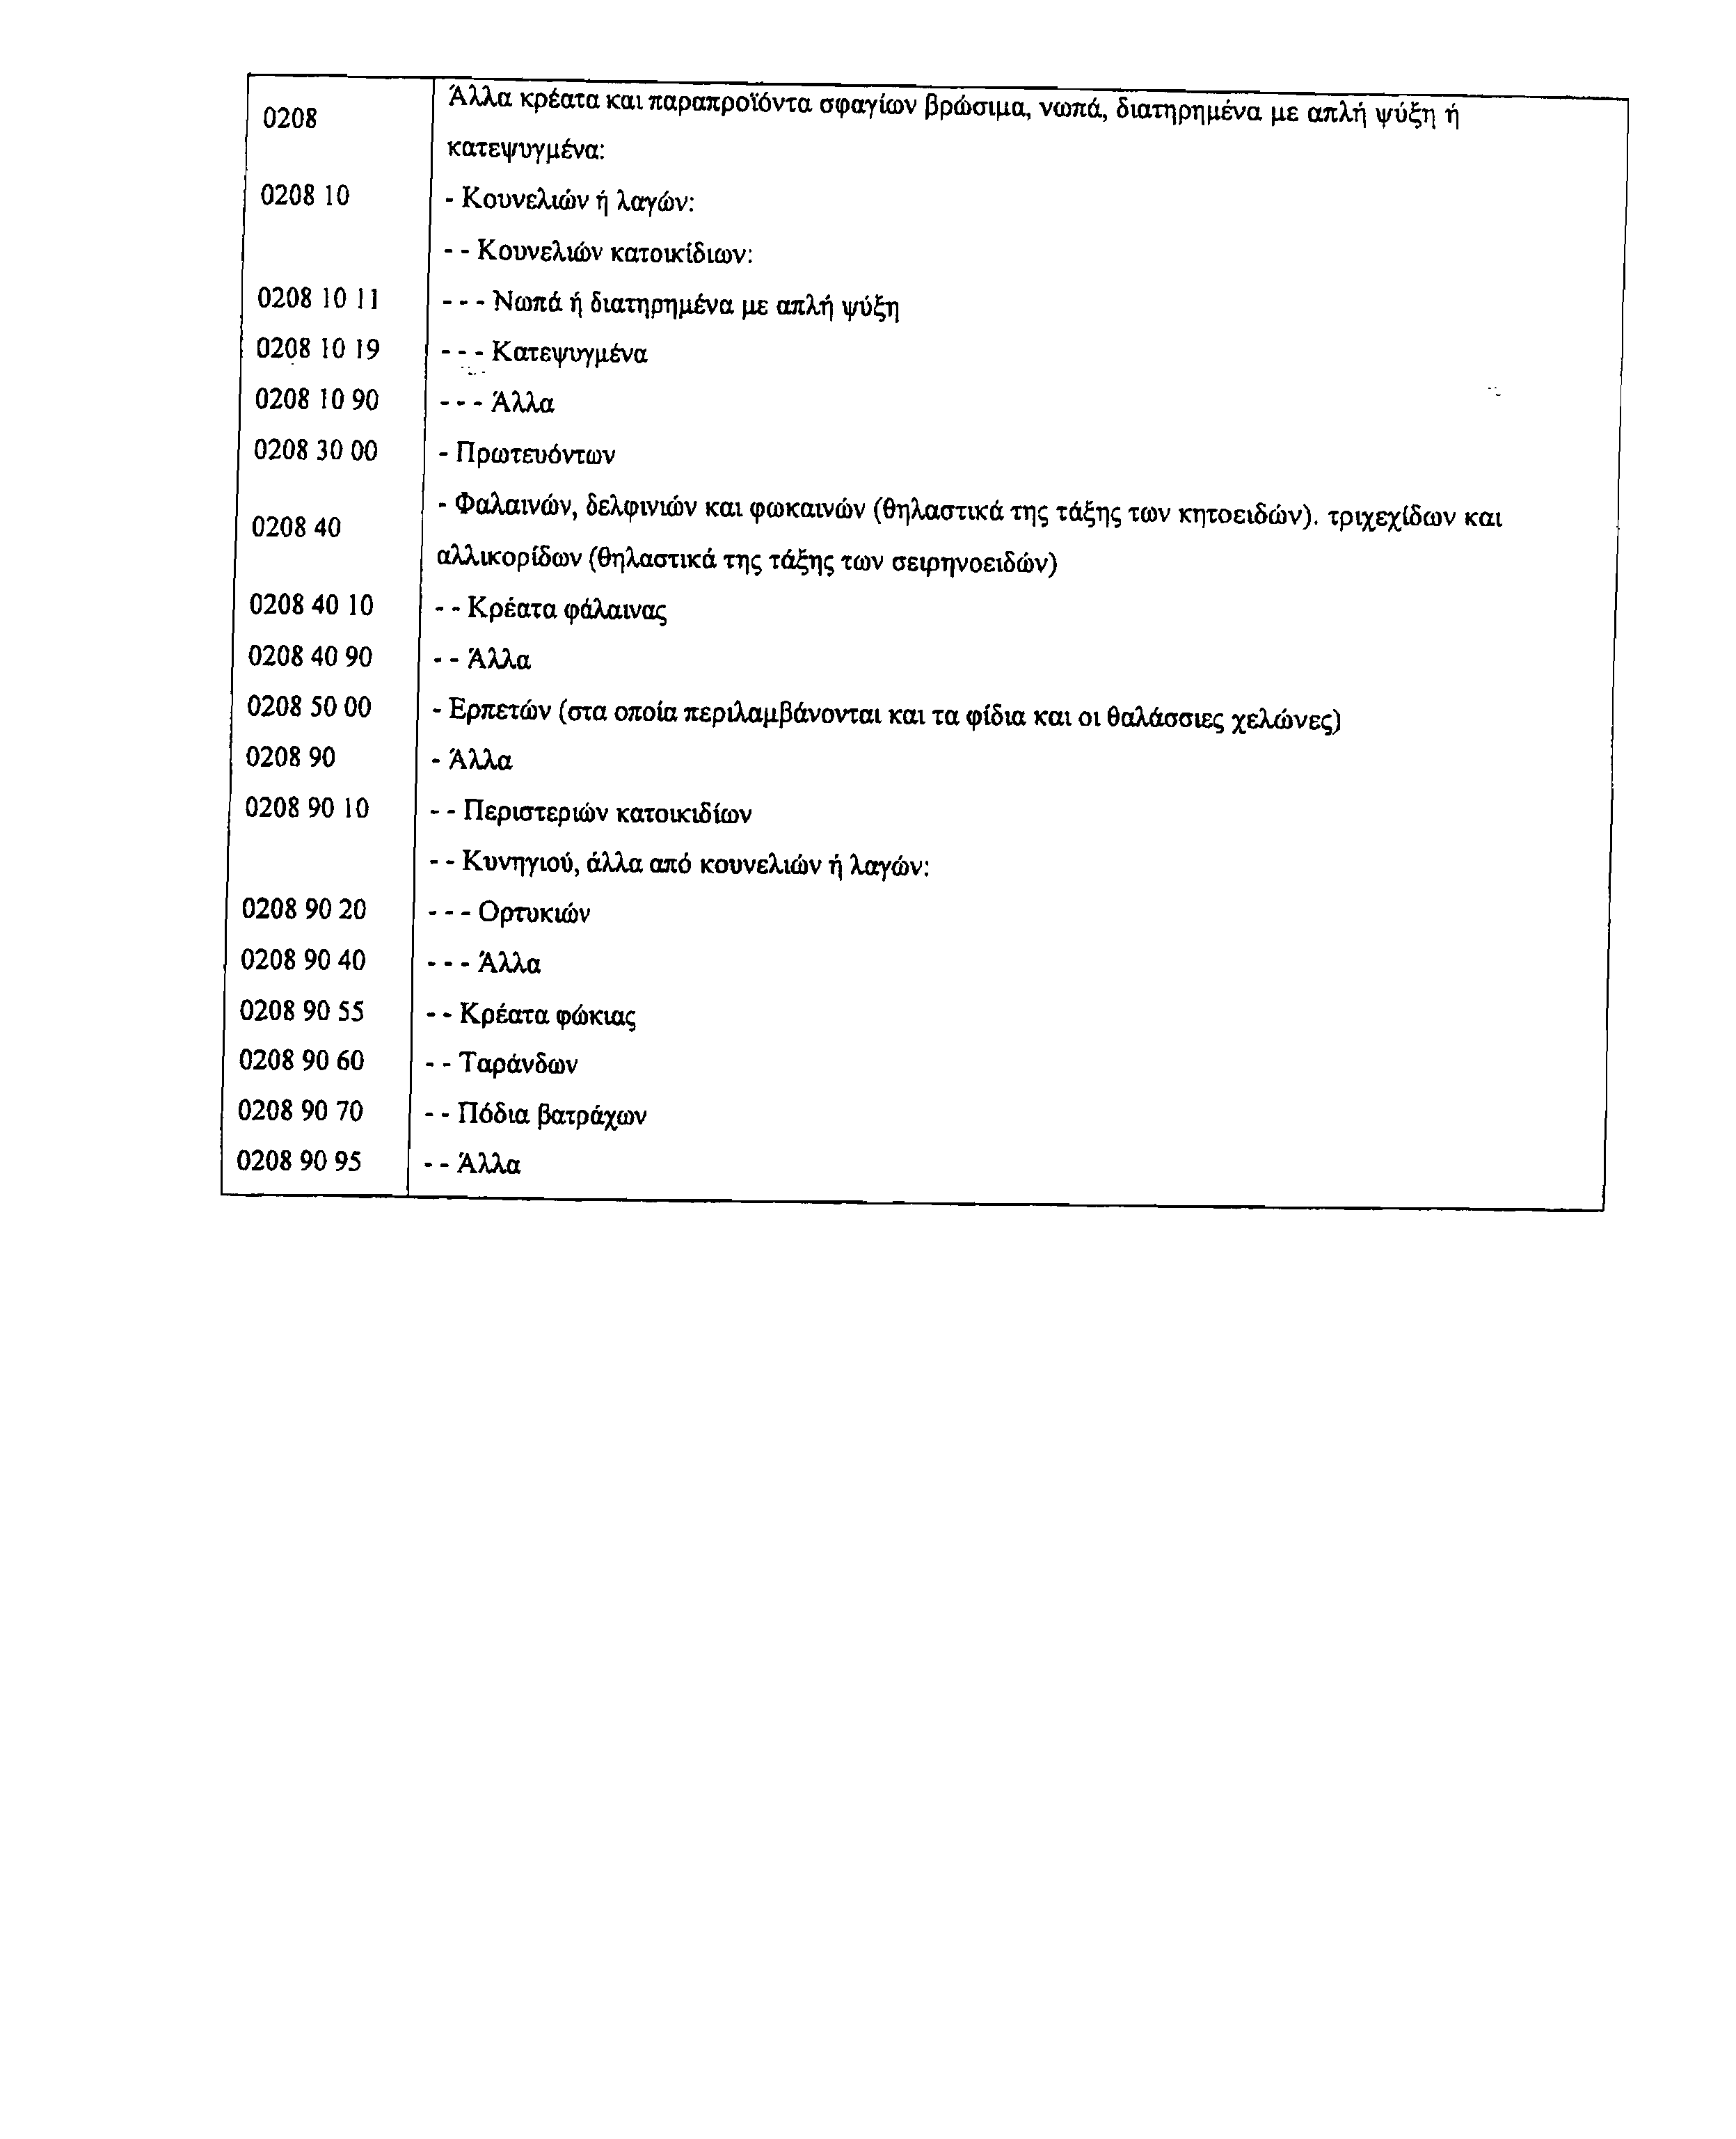 0208 Άλλα κρέατα και παραπροϊόντα σφαγίων βρώσιμα, νωπά, διατηρημένα με απλή ψύξη ή
κατεψυγμένα:
0208 10 - Κουνελιών ή λαγών:
- - Κουνελιών κατοικίδιων:
0208 10 11 - - - Νωπά ή διατηρημένα με απλή ψύξη
0208 10 19 - - - Κατεψυγμένα
0208 10 90 - - - Άλλα
0208 30 00 - Πρωτευόντων
0208 40 - Φαλαινών, δελφινιών και φωκαινών (θηλαστικά της τάξης των κητοειδών). τριχεχίδων και
αλλικορίδων (θηλαστικά της τάξης των σειρηνοειδών)
0208 40 10 - - Κρέατα φάλαινας
0208 40 90 - - Άλλα
0208 50 00 - Ερπετών (στα οποία περιλαμβάνονται και τα φίδια και οι θαλάσσιες χελώνες)
0208 90 - Άλλα
0208 90 10 - - Περιστεριών κατοικιδίων
- - Κυνηγιού, άλλα από κουνελιών ή λαγών:
0208 90 20 - - - Ορτυκιών
0208 90 40 - - - Άλλα
0208 90 55 - - Κρέατα φώκιας
0208 90 60 - - Ταράνδων
0208 90 70 - - Πόδια βατράχων
0208 90 95 - - Άλλα